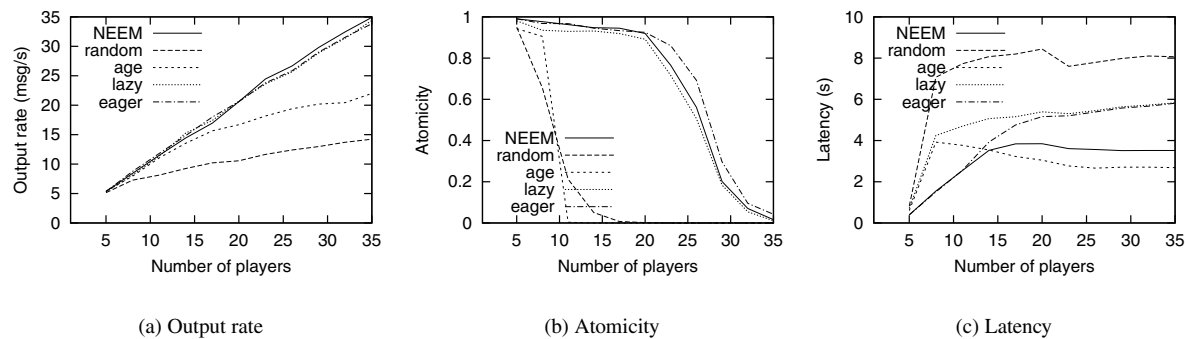 Output rate (msg/s)
35
30
25
20
15
10
5
0
NEEM
random
age
lazy
eager
5 10 15 20 25 30 35
Number of players
(a) Output rate
Atomicity
1
0.8
0.6
0.4
0.2
0
NEEM
random
age
lazy
eager
5 10 15 20 25 30 35
Number of players
(b) Atomicity
Latency (s)
10
8
6
4
2
0
NEEM
random
age
lazy
eager
5 10 15 20 25 30 35
Number of players
(c) Latency